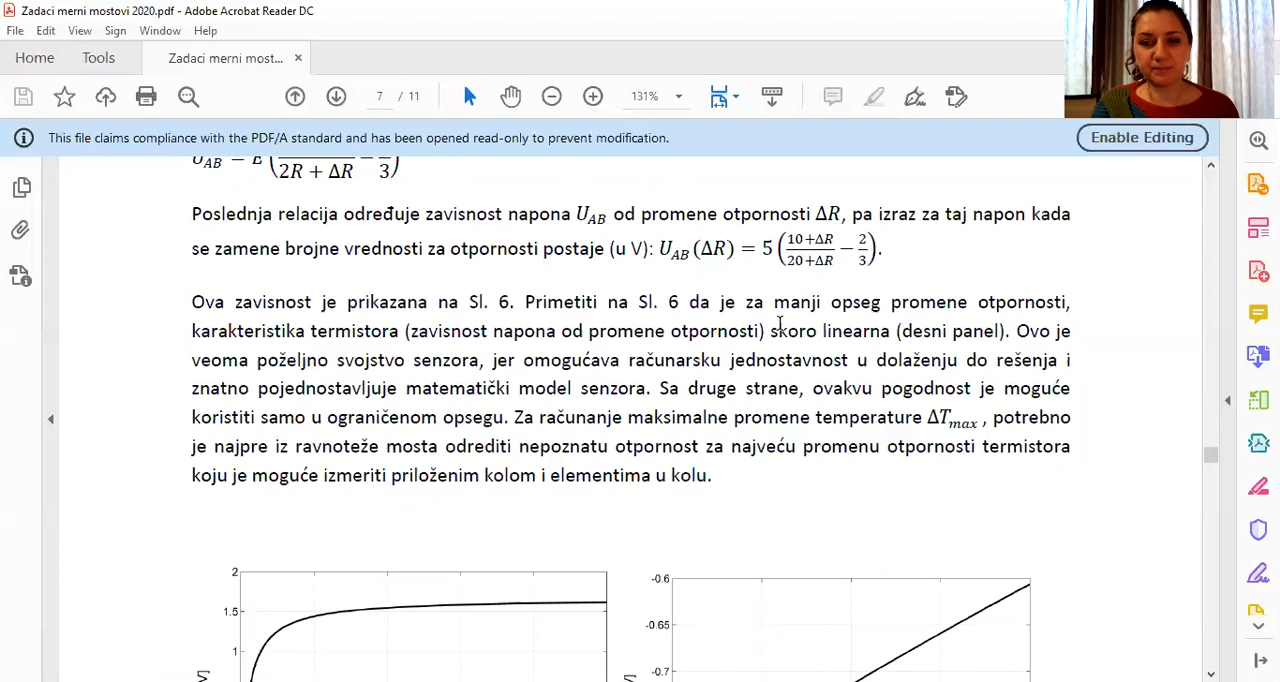 Zadaci merni mostovi 2020.pdf - Adobe Acrobat Reader DC
File Edit View Sign Window Help
Home Tools Zadaci merni most... ×
7 / 11 131%
This file claims compliance with the PDF/A standard and has been opened read-only to prevent modification. Enable Editing
U_AB = E ( / 2R + ΔR − / 3 )
Poslednja relacija određuje zavisnost napona U_AB od promene otpornosti ΔR, pa izraz za taj napon kada
se zamene brojne vrednosti za otpornosti postaje (u V): U_AB(ΔR) = 5 ( 10+ΔR / 20+ΔR − 2 / 3 ).
Ova zavisnost je prikazana na Sl. 6. Primetiti na Sl. 6 da je za manji opseg promene otpornosti,
karakteristika termistora (zavisnost napona od promene otpornosti) skoro linearna (desni panel). Ovo je
veoma poželjno svojstvo senzora, jer omogućava računarsku jednostavnost u dolaženju do rešenja i
znatno pojednostavljuje matematički model senzora. Sa druge strane, ovakvu pogodnost je moguće
koristiti samo u ograničenom opsegu. Za računanje maksimalne promene temperature ΔT_max , potrebno
je najpre iz ravnoteže mosta odrediti nepoznatu otpornost za najveću promenu otpornosti termistora
koju je moguće izmeriti priloženim kolom i elementima u kolu.
2
1.5
1
V]
-0.6
-0.65
-0.7
V]